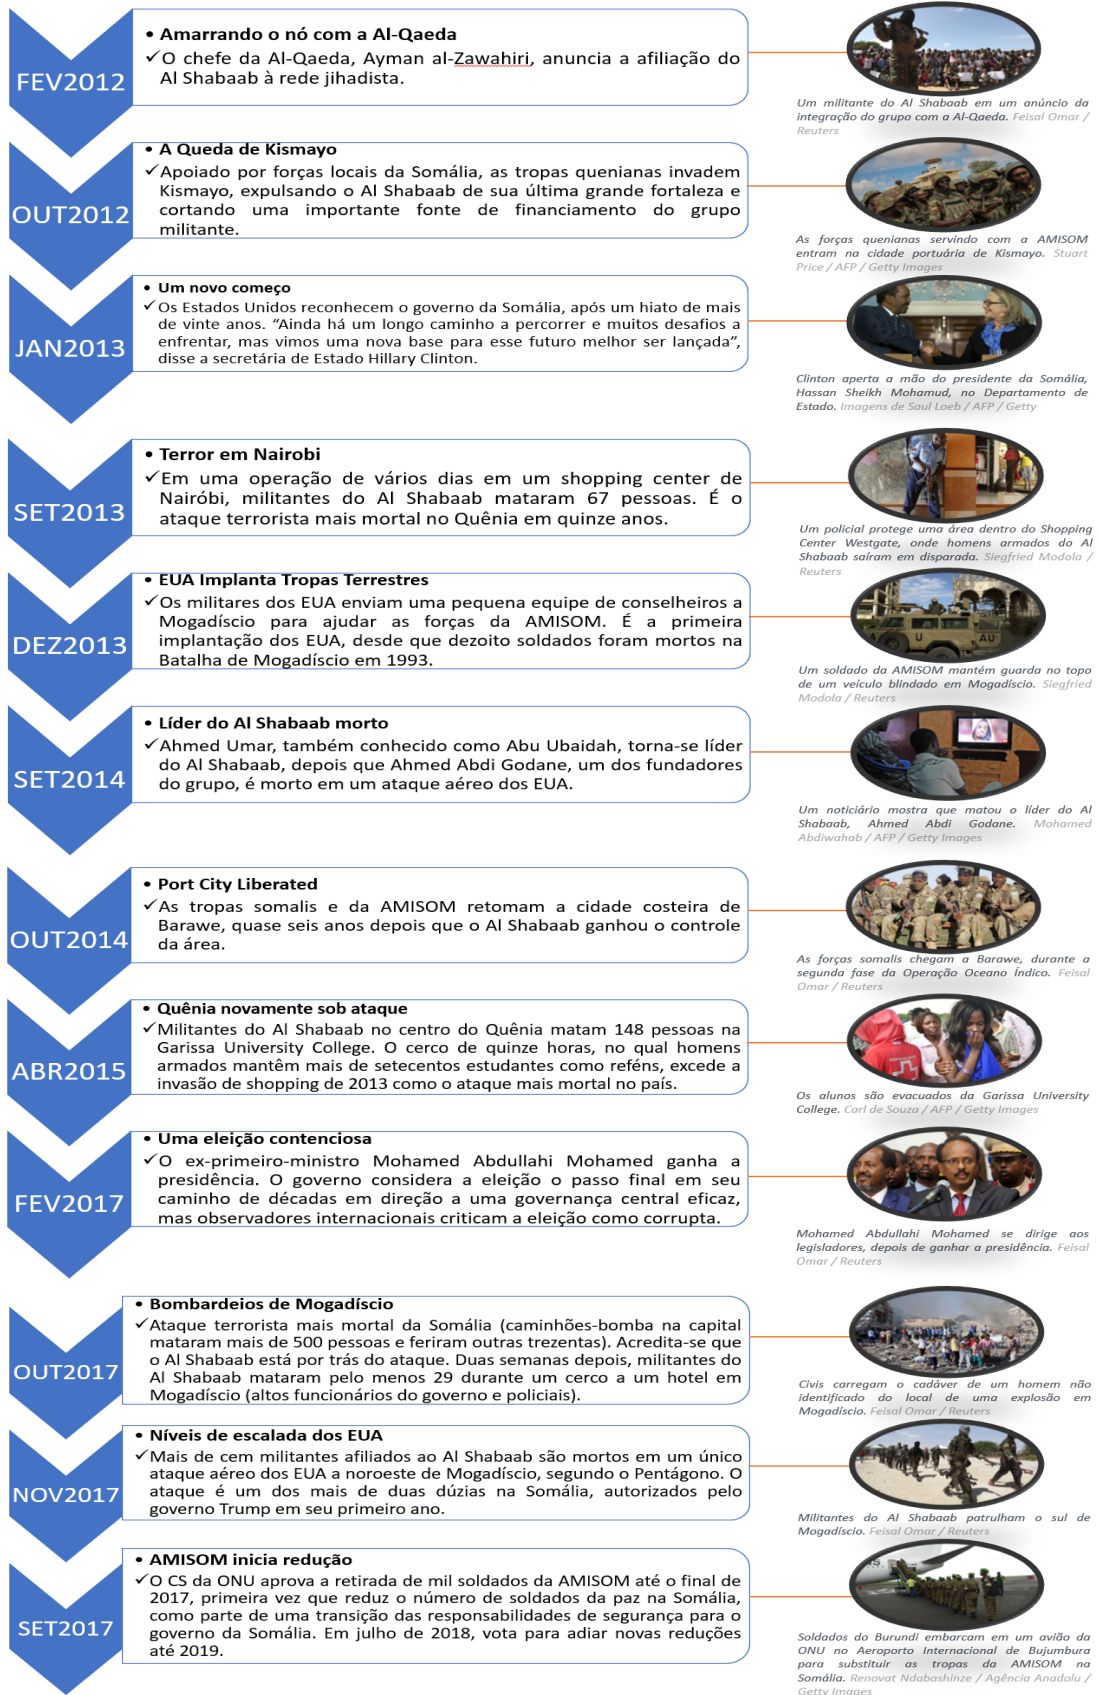 FEV2012
• Amarrando o nó com a Al-Qaeda
✓O chefe da Al-Qaeda, Ayman al-Zawahiri, anuncia a afiliação do
Al Shabaab à rede jihadista.
Um militante do Al Shabaab em um anúncio da
integração do grupo com a Al-Qaeda. Feisal Omar /
Reuters
OUT2012
• A Queda de Kismayo
✓Apoiado por forças locais da Somália, as tropas quenianas invadem
Kismayo, expulsando o Al Shabaab de sua última grande fortaleza e
cortando uma importante fonte de financiamento do grupo
militante.
As forças quenianas servindo com a AMISOM
entram na cidade portuária de Kismayo. Stuart
Price / AFP / Getty Images
JAN2013
• Um novo começo
✓Os Estados Unidos reconhecem o governo da Somália, após um hiato de mais
de vinte anos. “Ainda há um longo caminho a percorrer e muitos desafios a
enfrentar, mas vimos uma nova base para esse futuro melhor ser lançada”,
disse a secretária de Estado Hillary Clinton.
Clinton aperta a mão do presidente da Somália,
Hassan Sheikh Mohamud, no Departamento de
Estado. Imagens de Saul Loeb / AFP / Getty
SET2013
• Terror em Nairobi
✓Em uma operação de vários dias em um shopping center de
Nairóbi, militantes do Al Shabaab mataram 67 pessoas. É o
ataque terrorista mais mortal no Quênia em quinze anos.
Um policial protege uma área dentro do Shopping
Center Westgate, onde homens armados do Al
Shabaab saíram em disparada. Siegfried Modola /
Reuters
DEZ2013
• EUA Implanta Tropas Terrestres
✓Os militares dos EUA enviam uma pequena equipe de conselheiros a
Mogadíscio para ajudar as forças da AMISOM. É a primeira
implantação dos EUA, desde que dezoito soldados foram mortos na
Batalha de Mogadíscio em 1993.
A U AU
Um soldado da AMISOM mantém guarda no topo
de um veículo blindado em Mogadíscio. Siegfried
Modola / Reuters
SET2014
• Líder do Al Shabaab morto
✓Ahmed Umar, também conhecido como Abu Ubaidah, torna-se líder
do Al Shabaab, depois que Ahmed Abdi Godane, um dos fundadores
do grupo, é morto em um ataque aéreo dos EUA.
Um noticiário mostra que matou o líder do Al
Shabaab, Ahmed Abdi Godane. Mohamed
Abdiwahab / AFP / Getty Images
OUT2014
• Port City Liberated
✓As tropas somalis e da AMISOM retomam a cidade costeira de
Barawe, quase seis anos depois que o Al Shabaab ganhou o controle
da área.
As forças somalis chegam a Barawe, durante a
segunda fase da Operação Oceano Índico. Feisal
Omar / Reuters
ABR2015
• Quênia novamente sob ataque
✓Militantes do Al Shabaab no centro do Quênia matam 148 pessoas na
Garissa University College. O cerco de quinze horas, no qual homens
armados mantêm mais de setecentos estudantes como reféns, excede a
invasão de shopping de 2013 como o ataque mais mortal no país.
Os alunos são evacuados da Garissa University
College. Carl de Souza / AFP / Getty Images
FEV2017
• Uma eleição contenciosa
✓O ex-primeiro-ministro Mohamed Abdullahi Mohamed ganha a
presidência. O governo considera a eleição o passo final em seu
caminho de décadas em direção a uma governança central eficaz,
mas observadores internacionais criticam a eleição como corrupta.
Mohamed Abdullahi Mohamed se dirige aos
legisladores, depois de ganhar a presidência. Feisal
Omar / Reuters
OUT2017
• Bombardeios de Mogadíscio
✓Ataque terrorista mais mortal da Somália (caminhões-bomba na capital
mataram mais de 500 pessoas e feriram outras trezentas). Acredita-se que
o Al Shabaab está por trás do ataque. Duas semanas depois, militantes do
Al Shabaab mataram pelo menos 29 durante um cerco a um hotel em
Mogadíscio (altos funcionários do governo e policiais).
Civis carregam o cadáver de um homem não
identificado do local de uma explosão em
Mogadíscio. Feisal Omar / Reuters
NOV2017
• Níveis de escalada dos EUA
✓Mais de cem militantes afiliados ao Al Shabaab são mortos em um único
ataque aéreo dos EUA a noroeste de Mogadíscio, segundo o Pentágono. O
ataque é um dos mais de duas dúzias na Somália, autorizados pelo
governo Trump em seu primeiro ano.
Militantes do Al Shabaab patrulham o sul de
Mogadíscio. Feisal Omar / Reuters
SET2017
• AMISOM inicia redução
✓O CS da ONU aprova a retirada de mil soldados da AMISOM até o final de
2017, primeira vez que reduz o número de soldados da paz na Somália,
como parte de uma transição das responsabilidades de segurança para o
governo da Somália. Em julho de 2018, vota para adiar novas reduções
até 2019.
Soldados do Burundi embarcam em um avião da
ONU no Aeroporto Internacional de Bujumbura
para substituir as tropas da AMISOM na
Somália. Renovat Ndabashinze / Agência Anadolu /
Getty Images